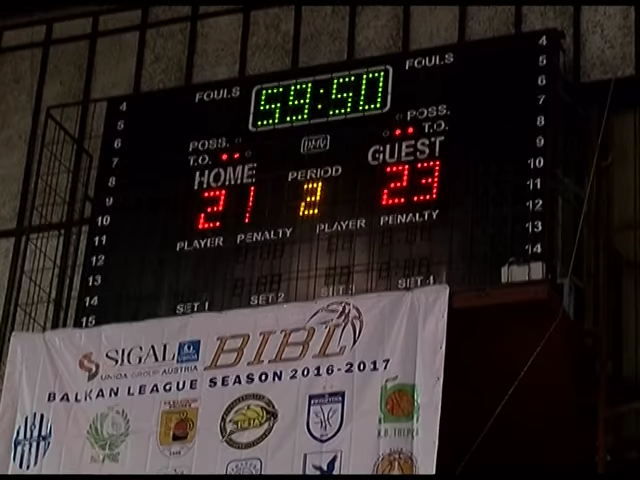 FOULS 59:50 FOULS
4 4
5 5
6 6
7 7
8 8
9 9
10 10
11 11
12 12
13 13
14 14
15
POSS. POSS.
T.O. T.O.
HOME PERIOD GUEST
21 2 23
PLAYER PENALTY PLAYER PENALTY
SET 1 SET 2 SET 3 SET 4
SIGAL BIBL
UNIQA GROUP AUSTRIA
BALKAN LEAGUE SEASON 2016-2017